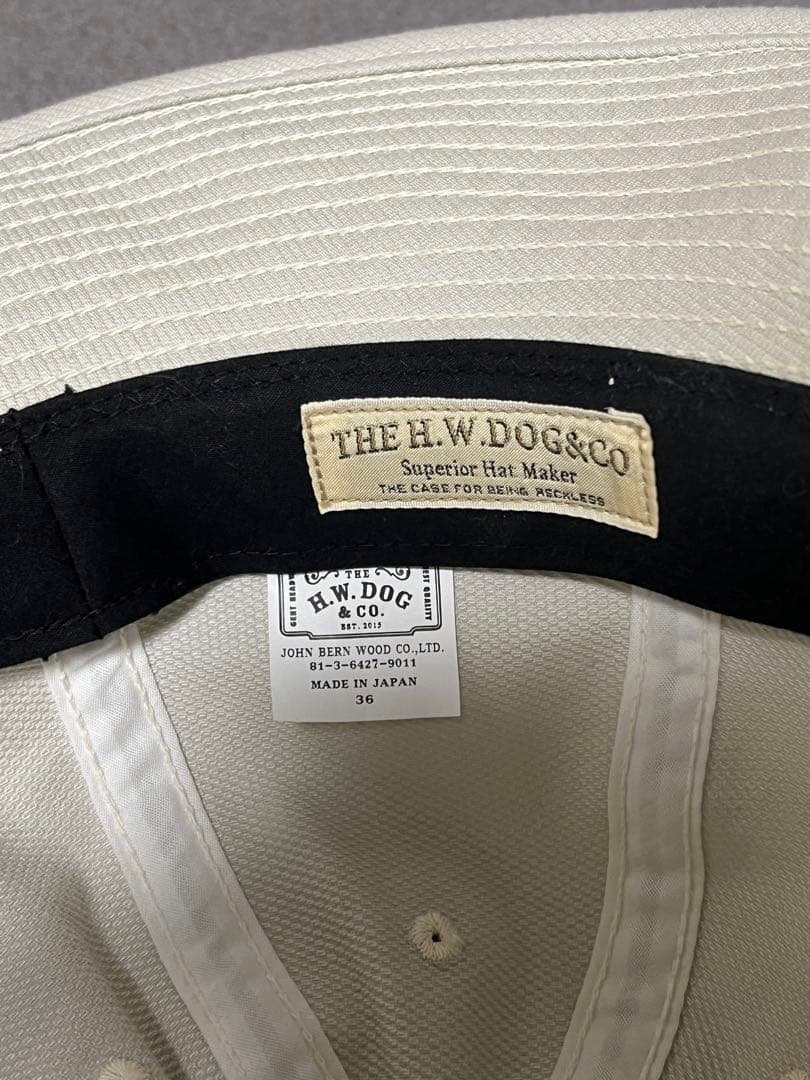 THE H.W.DOG&CO
Superior Hat Maker
THE CASE FOR BEING RECKLESS
THE
H.W. DOG
& CO.
EST. 2015
QUALITY
JOHN BERN WOOD CO.,LTD.
81-3-6427-9011
MADE IN JAPAN
36